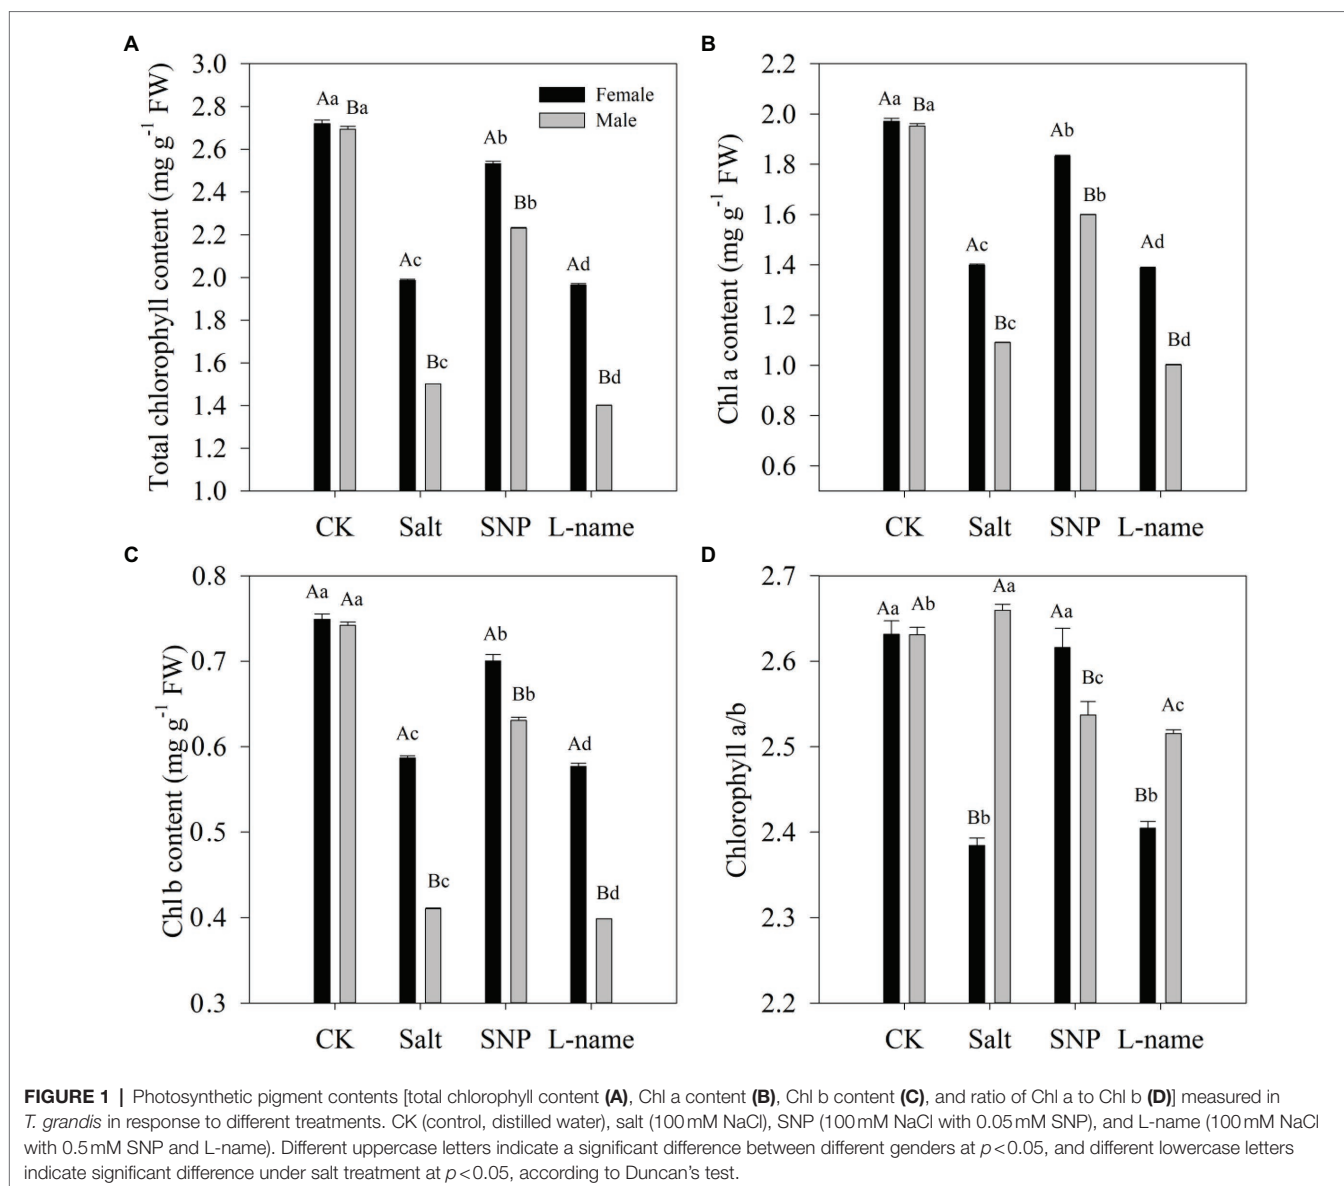 A
Total chlorophyll content (mg g-1 FW)
3.0
2.8
2.6
2.4
2.2
2.0
1.8
1.6
1.4
1.2
1.0
Female
Male
Aa
Ba
Ac
Bc
Ab
Bb
Ad
Bd
CK Salt SNP L-name
B
Chl a content (mg g-1 FW)
2.2
2.0
1.8
1.6
1.4
1.2
1.0
0.8
0.6
Aa
Ba
Ac
Bc
Ab
Bb
Ad
Bd
CK Salt SNP L-name
C
Chl b content (mg g-1 FW)
0.8
0.7
0.6
0.5
0.4
0.3
Aa
Aa
Ac
Bc
Ab
Bb
Ad
Bd
CK Salt SNP L-name
D
Chlorophyll a/b
2.7
2.6
2.5
2.4
2.3
2.2
Aa
Ab
Bb
Aa
Aa
Bc
Bb
Ac
CK Salt SNP L-name
FIGURE 1 | Photosynthetic pigment contents [total chlorophyll content (A), Chl a content (B), Chl b content (C), and ratio of Chl a to Chl b (D)] measured in
T. grandis in response to different treatments. CK (control, distilled water), salt (100 mM NaCl), SNP (100 mM NaCl with 0.05 mM SNP), and L-name (100 mM NaCl
with 0.5 mM SNP and L-name). Different uppercase letters indicate a significant difference between different genders at p < 0.05, and different lowercase letters
indicate significant difference under salt treatment at p < 0.05, according to Duncan's test.